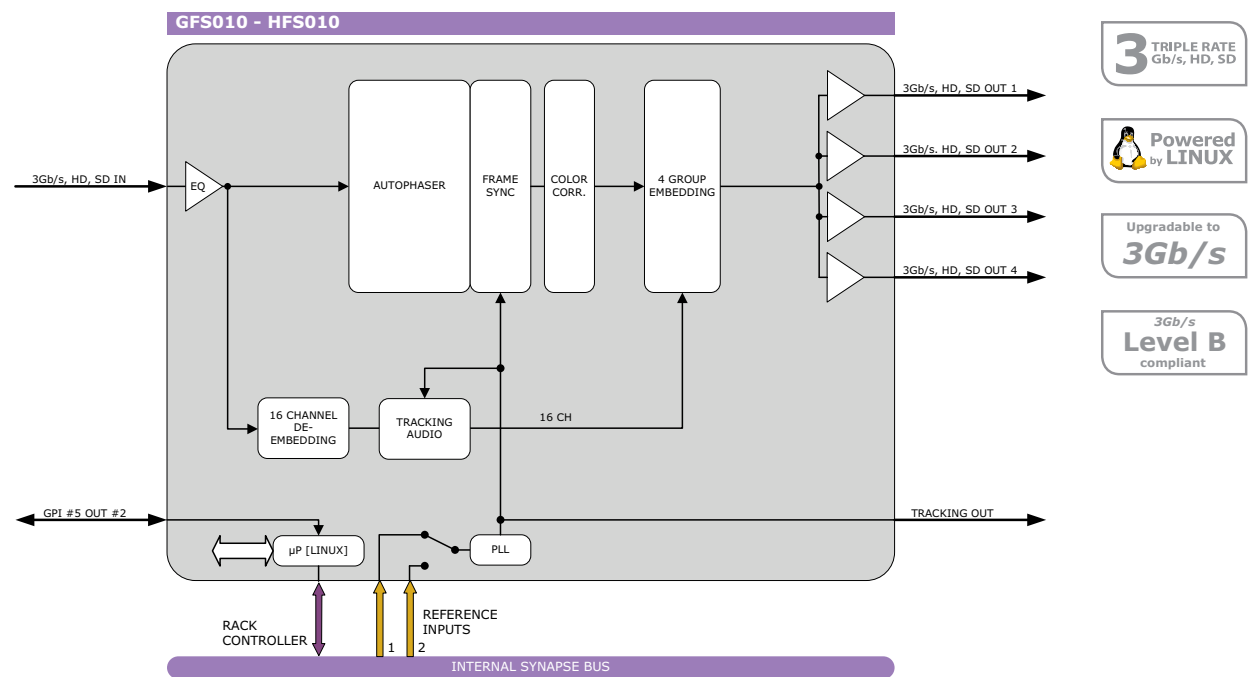 GFS010 - HFS010
3 TRIPLE RATE
Gb/s, HD, SD
Powered
by LINUX
Upgradable to
3Gb/s
3Gb/s
Level B
compliant
3Gb/s, HD, SD IN
EQ
AUTOPHASER
FRAME
SYNC
COLOR
CORR.
4 GROUP
EMBEDDING
3Gb/s, HD, SD OUT 1
3Gb/s. HD, SD OUT 2
3Gb/s, HD, SD OUT 3
3Gb/s, HD, SD OUT 4
16 CHANNEL
DE-
EMBEDDING
TRACKING
AUDIO
16 CH
GPI #5 OUT #2
TRACKING OUT
µP [LINUX]
PLL
RACK
CONTROLLER
REFERENCE
INPUTS
1
2
INTERNAL SYNAPSE BUS